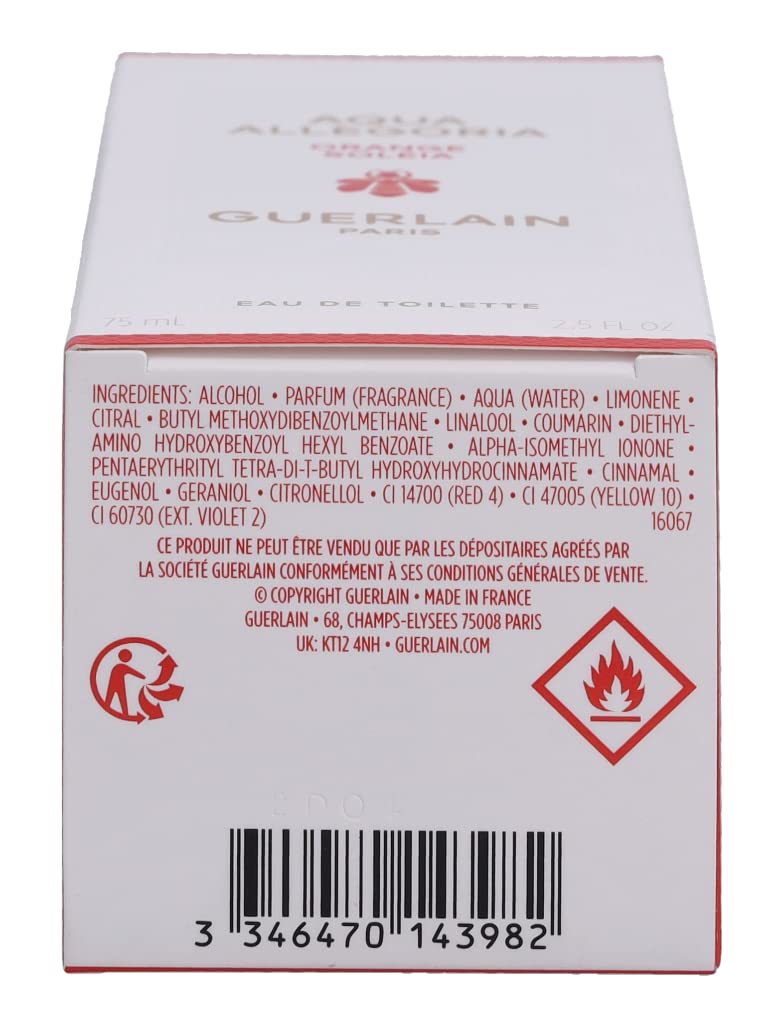 AQUA
ALLEGORIA
ORANGE
SOLEIA
GUERLAIN
PARIS
EAU DE TOILETTE
75 mL 2.5 FL OZ
INGREDIENTS: ALCOHOL • PARFUM (FRAGRANCE) • AQUA (WATER) • LIMONENE •
CITRAL • BUTYL METHOXYDIBENZOYLMETHANE • LINALOOL • COUMARIN • DIETHYL-
AMINO HYDROXYBENZOYL HEXYL BENZOATE • ALPHA-ISOMETHYL IONONE •
PENTAERYTHRITYL TETRA-DI-T-BUTYL HYDROXYHYDROCINNAMATE • CINNAMAL •
EUGENOL • GERANIOL • CITRONELLOL • CI 14700 (RED 4) • CI 47005 (YELLOW 10) •
CI 60730 (EXT. VIOLET 2) 16067
CE PRODUIT NE PEUT ÊTRE VENDU QUE PAR LES DÉPOSITAIRES AGRÉÉS PAR
LA SOCIÉTÉ GUERLAIN CONFORMÉMENT À SES CONDITIONS GÉNÉRALES DE VENTE.
© COPYRIGHT GUERLAIN • MADE IN FRANCE
GUERLAIN • 68, CHAMPS-ELYSEES 75008 PARIS
UK: KT12 4NH • GUERLAIN.COM
3 346470 143982